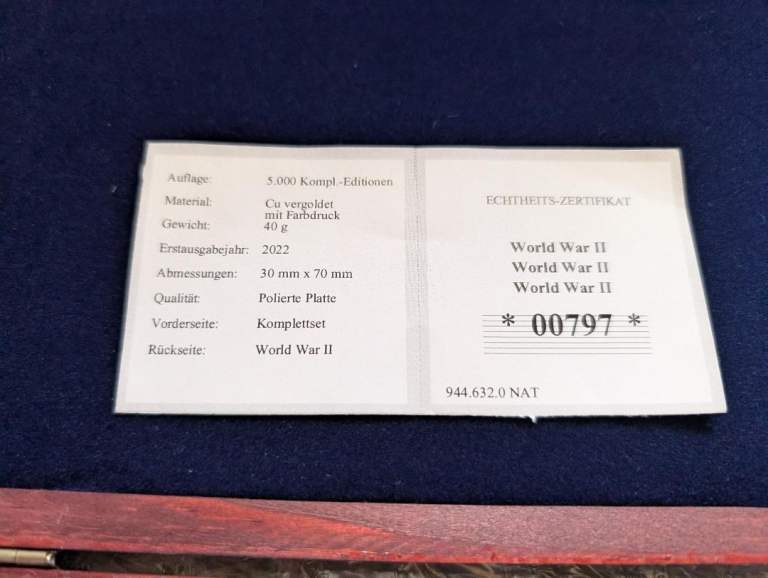 Auflage: 5.000 Kompl.-Editionen
Material: Cu vergoldet
mit Farbdruck
Gewicht: 40 g
Erstausgabejahr: 2022
Abmessungen: 30 mm x 70 mm
Qualität: Polierte Platte
Vorderseite: Komplettset
Rückseite: World War II
ECHTHEITS-ZERTIFIKAT
World War II
World War II
World War II
* 00797 *
944.632.0 NAT